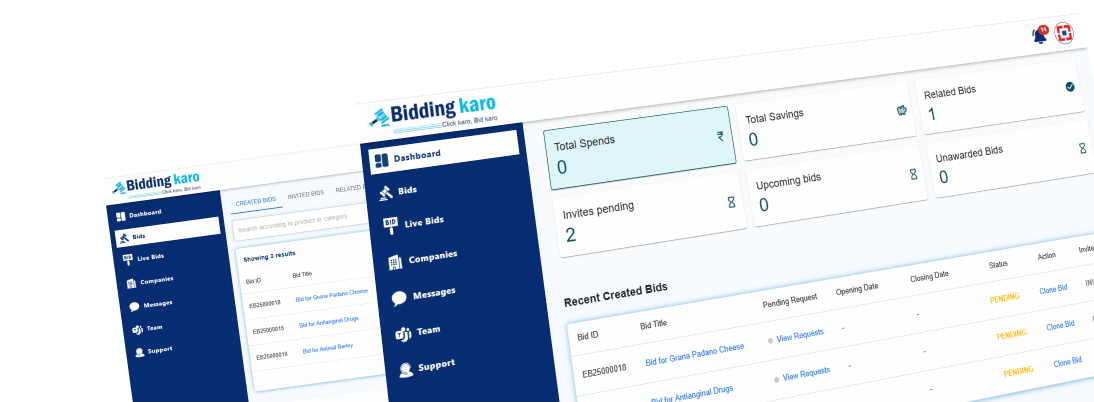 Bidding karo
Click karo, Bid karo
Dashboard
Bids
Live Bids
Companies
Messages
Team
Support
CREATED BIDS INVITED BIDS RELATED
Search according to product or category
Showing 3 results
Bid ID Bid Title
EB25000018 Bid for Grana Padano Cheese
EB25000015 Bid for Antianginal Drugs
EB25000010 Bid for Animal Barley
14
Bidding karo
Click karo, Bid karo
Dashboard
BID
Bids
Live Bids
Companies
Messages
Team
Support
Total Spends ₹
0
Total Savings
0
Related Bids
1
Invites pending
2
Upcoming bids
0
Unawarded Bids
0
Recent Created Bids
Bid ID Bid Title Pending Request Opening Date Closing Date Status Action Invite
EB25000018 Bid for Grana Padano Cheese View Requests - - PENDING Clone Bid
Bid for Antianginal Drugs View Requests - - PENDING Clone Bid
- PENDING Clone Bid